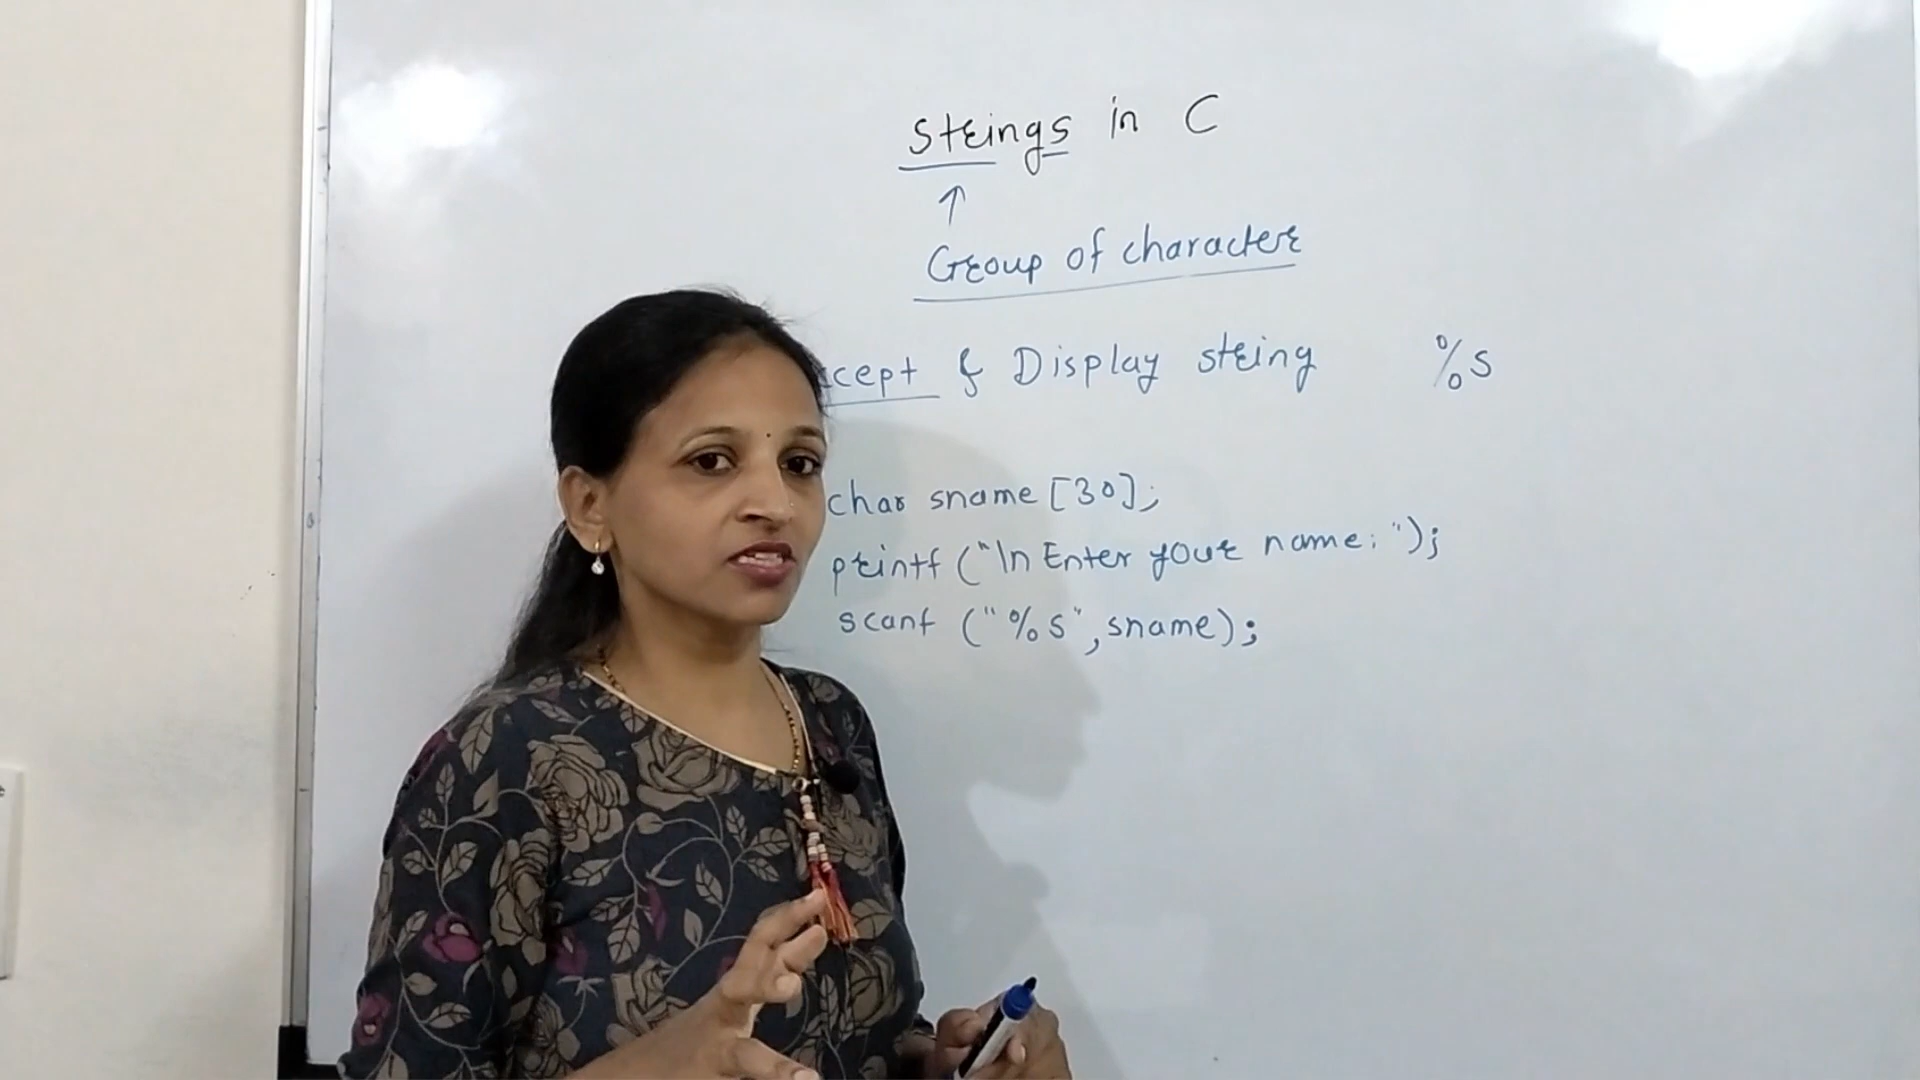 Strings in C
↑
Group of character
cept & Display string %s
char sname [30];
printf ("\n Enter your name: ");
scanf ("%s", sname);